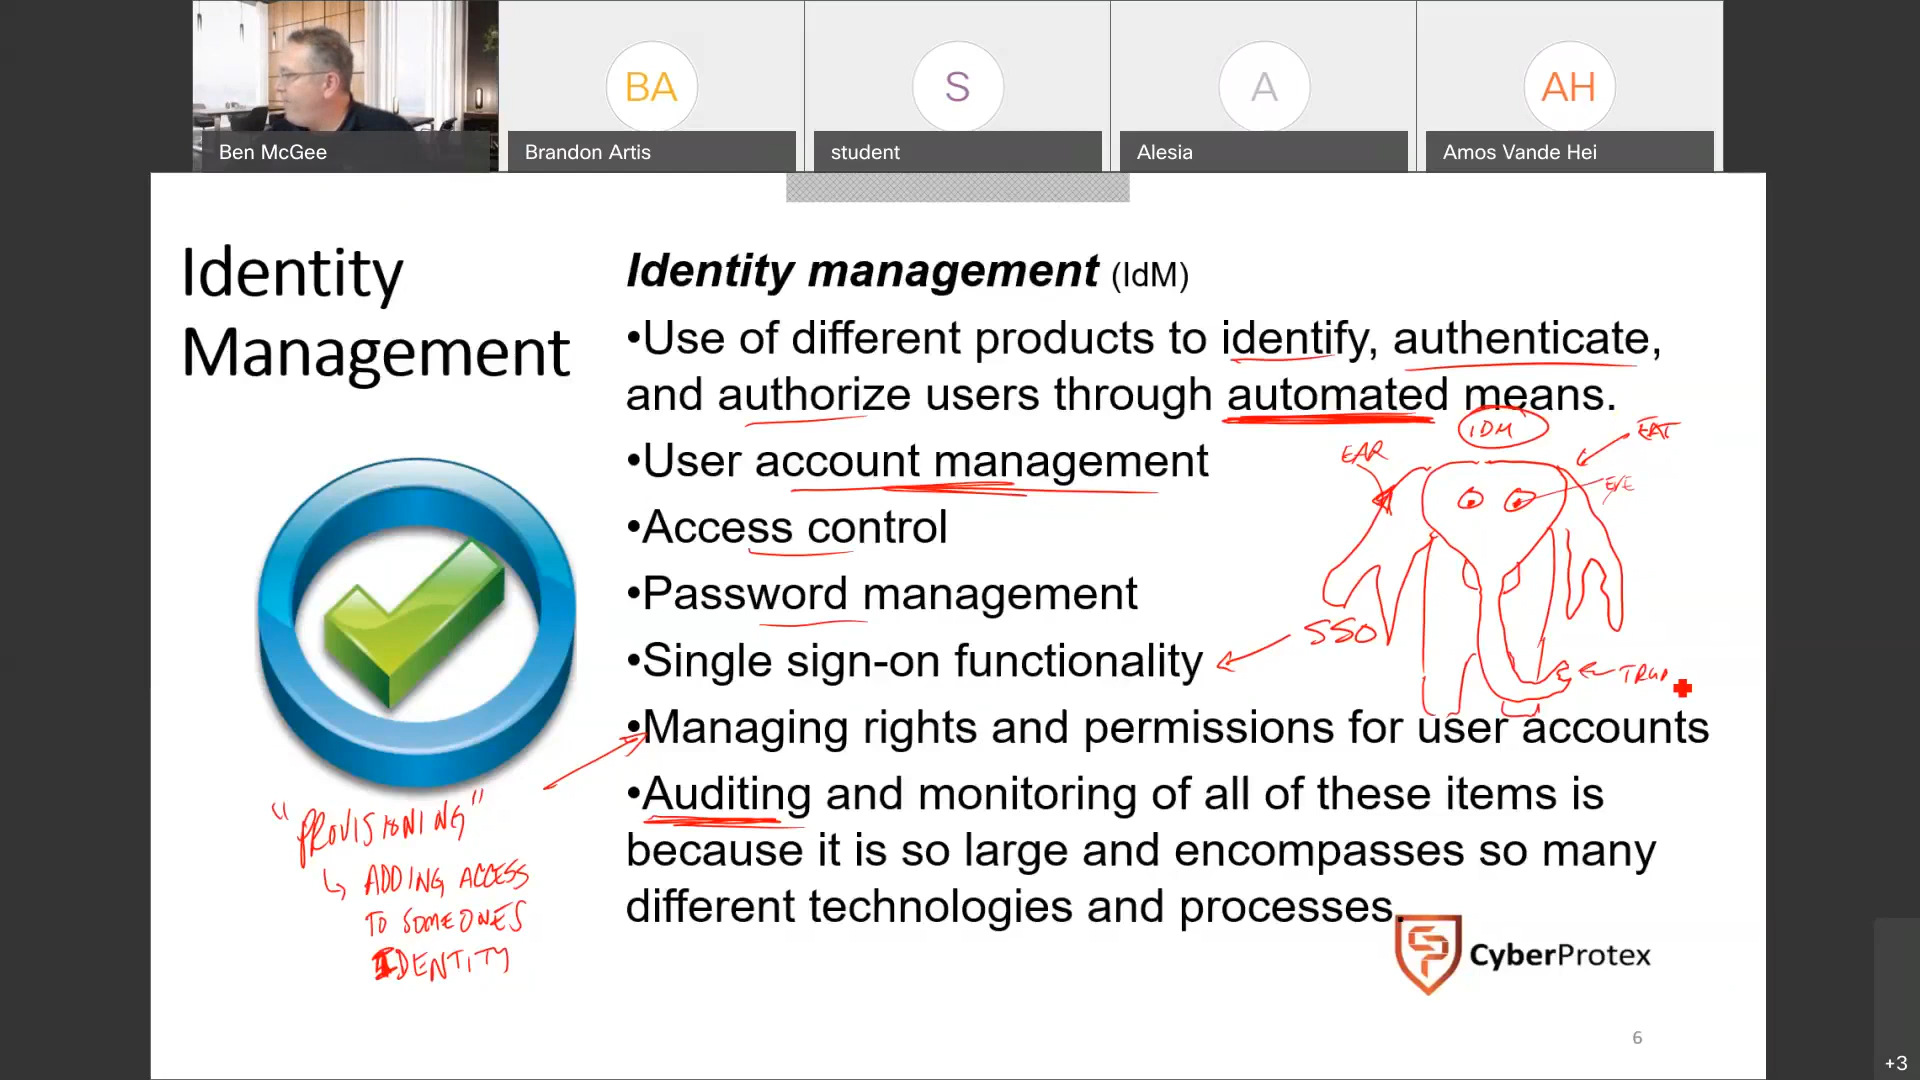 BA
S
A
AH
Ben McGee
Brandon Artis
student
Alesia
Amos Vande Hei
Identity
Management
Identity management (IdM)
•Use of different products to identify, authenticate,
and authorize users through automated means.
•User account management
•Access control
•Password management
•Single sign-on functionality
•Managing rights and permissions for user accounts
•Auditing and monitoring of all of these items is
because it is so large and encompasses so many
different technologies and processes.
IDM
EAR
EAT
EYE
SSO
"PROVISIONING"
ADDING ACCESS
TO SOMEONES
IDENTITY
CyberProtex
6
+3